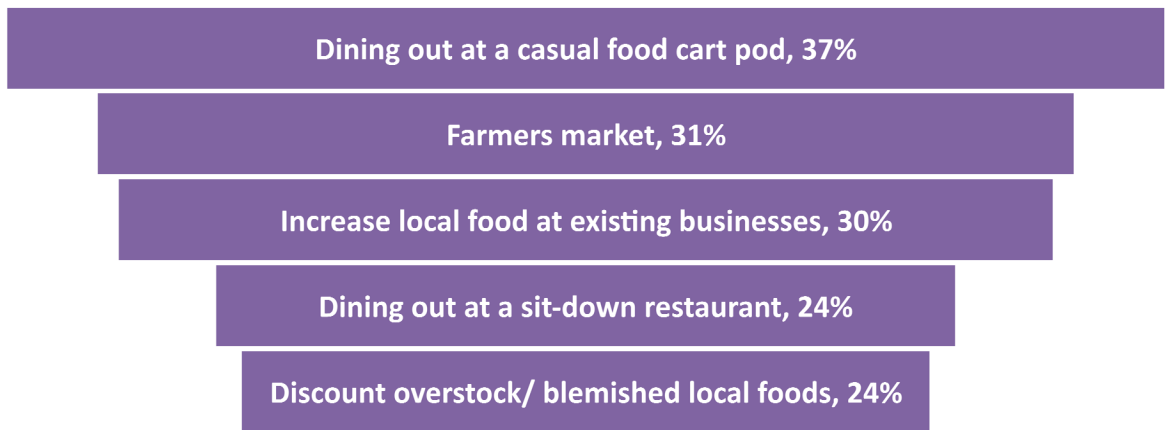 Dining out at a casual food cart pod, 37%
Farmers market, 31%
Increase local food at existing businesses, 30%
Dining out at a sit-down restaurant, 24%
Discount overstock/ blemished local foods, 24%